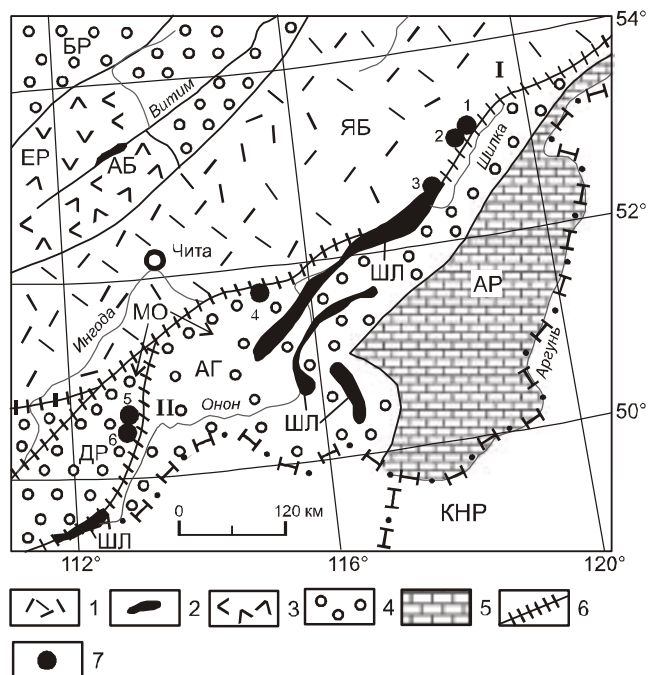 54°
БР
I
Витим
1
ЯБ
2
Шилка
ЕР
АБ
3
52°
Чита
ШЛ
АР
МО
4
Ингода
АГ
Аргунь
5
II
Онон
ШЛ
50°
6
ДР
КНР
0 120 км
ШЛ
112° 116° 120°
1 2 3 4 5 6
7